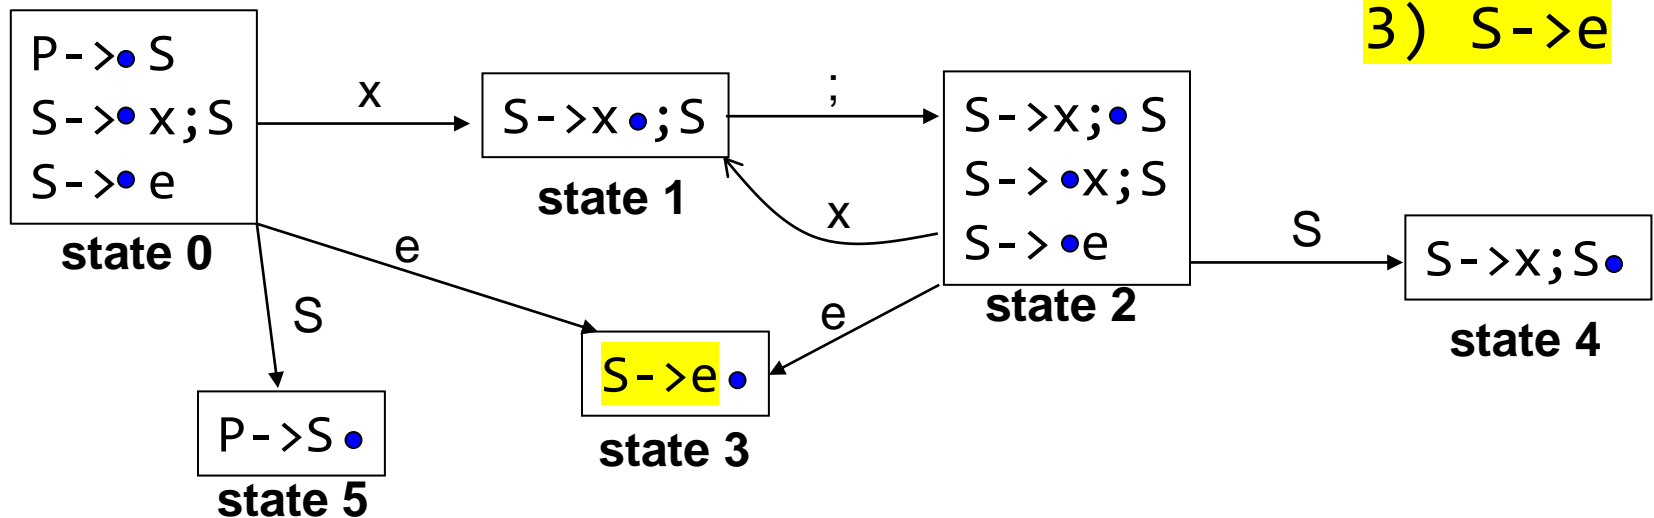 3) S->e
P->• S
S->• x;S
S->• e
state 0
x
S->x•;S
state 1
;
S->x;• S
S-> •x;S
S-> •e
state 2
x
e
S
e
S
S->x;S•
state 4
S->e•
state 3
P->S•
state 5